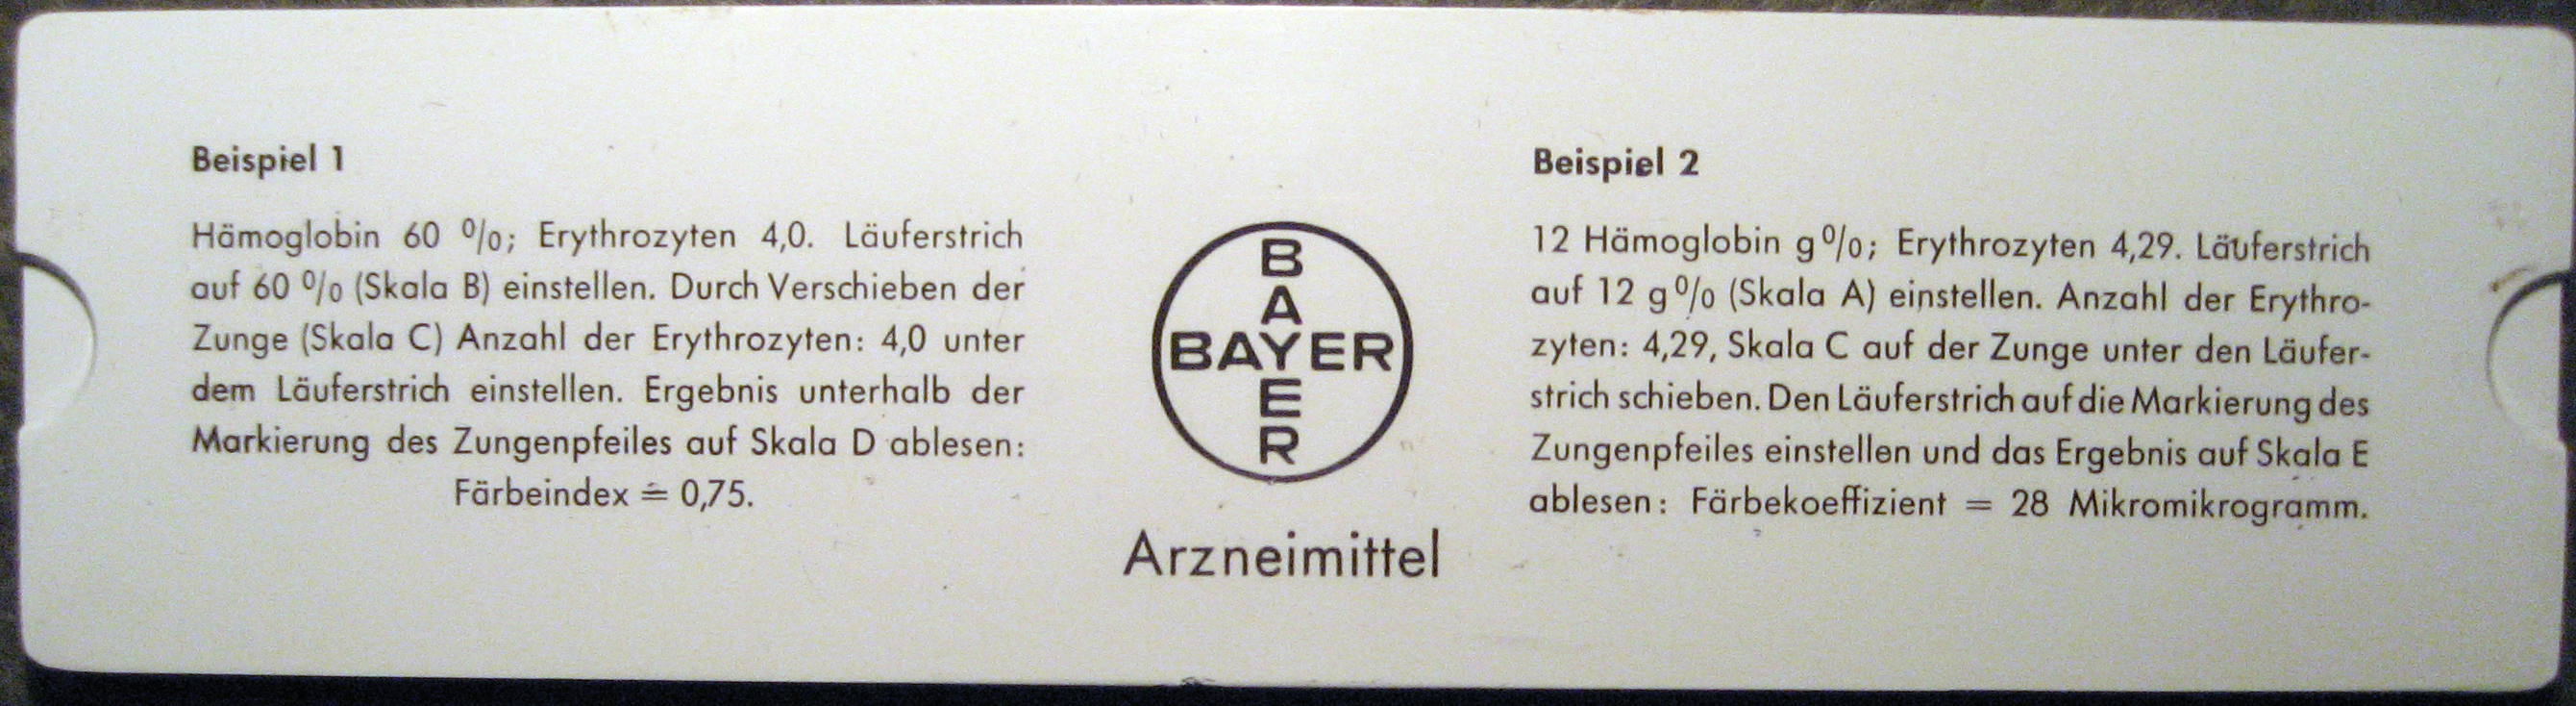 Beispiel 1
Hämoglobin 60 %; Erythrozyten 4,0. Läuferstrich
auf 60 % (Skala B) einstellen. Durch Verschieben der
Zunge (Skala C) Anzahl der Erythrozyten: 4,0 unter
dem Läuferstrich einstellen. Ergebnis unterhalb der
Markierung des Zungenpfeiles auf Skala D ablesen:
Färbeindex ≐ 0,75.
B
A
BAYER
E
R
Arzneimittel
Beispiel 2
12 Hämoglobin g%; Erythrozyten 4,29. Läuferstrich
auf 12 g% (Skala A) einstellen. Anzahl der Erythro-
zyten: 4,29, Skala C auf der Zunge unter den Läufer-
strich schieben. Den Läuferstrich auf die Markierung des
Zungenpfeiles einstellen und das Ergebnis auf Skala E
ablesen: Färbekoeffizient = 28 Mikromikrogramm.